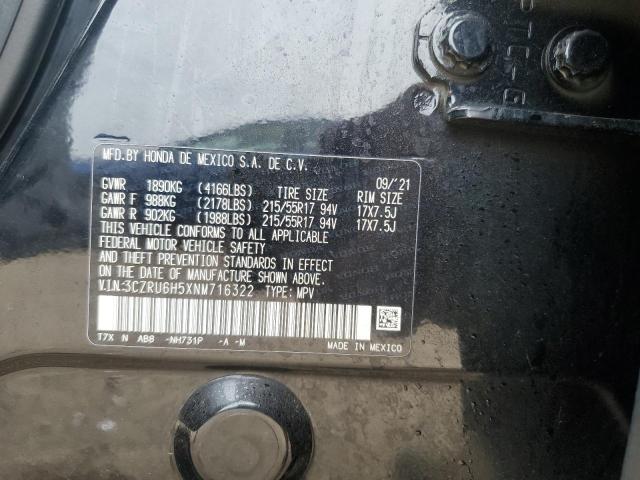 PTC-G
MFD.BY HONDA DE MEXICO S.A. DE C.V.
09/'21
GVWR 1890KG (4166LBS) TIRE SIZE RIM SIZE
GAWR F 988KG (2178LBS) 215/55R17 94V 17X7.5J
GAWR R 902KG (1988LBS) 215/55R17 94V 17X7.5J
THIS VEHICLE CONFORMS TO ALL APPLICABLE
FEDERAL MOTOR VEHICLE SAFETY
AND THEFT PREVENTION STANDARDS IN EFFECT
ON THE DATE OF MANUFACTURE SHOWN ABOVE.
V.I.N.:3CZRU6H5XNM716322 TYPE: MPV
T7X N AB8 -NH731P -A -M MADE IN MEXICO